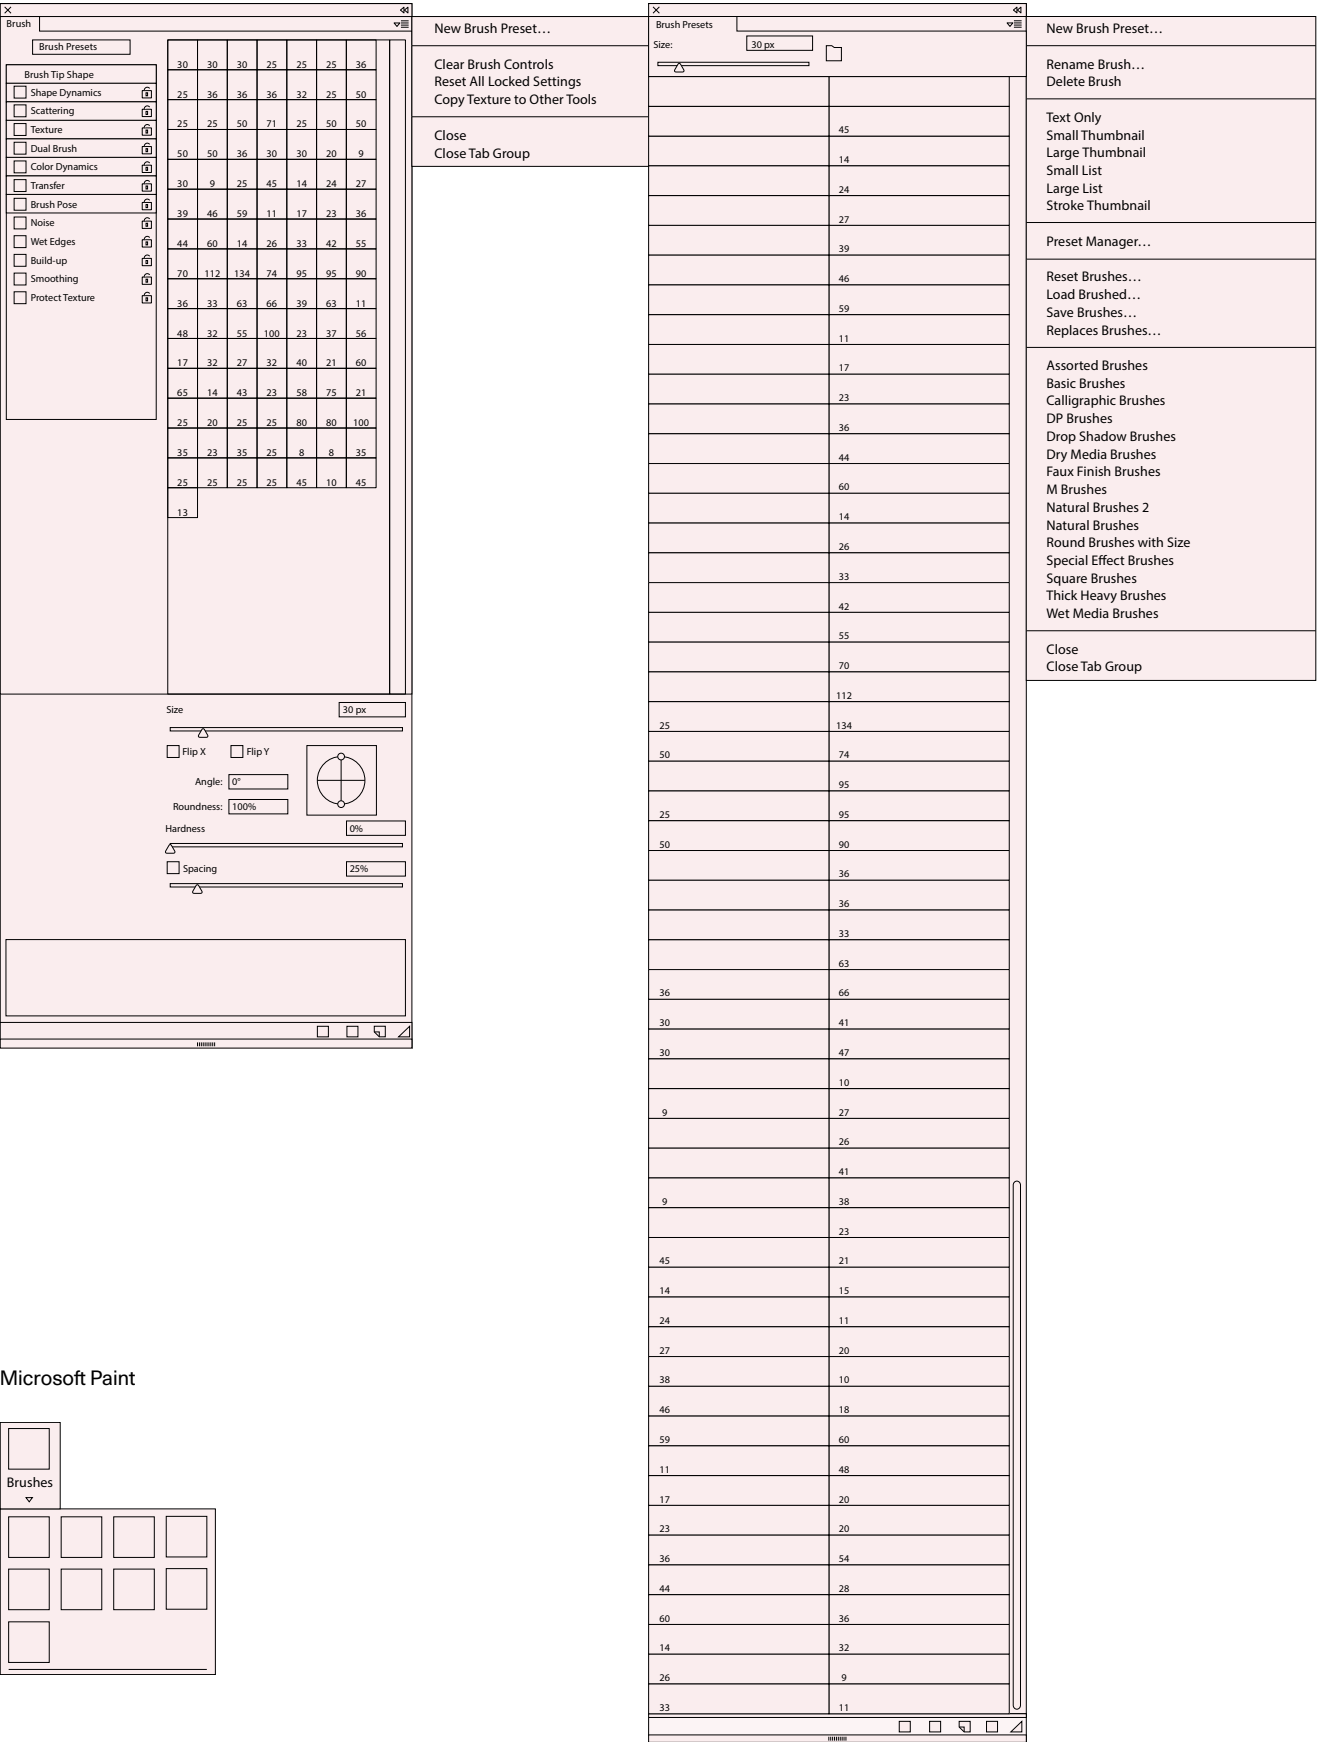 Brush
Brush Presets
Brush Tip Shape
Shape Dynamics
Scattering
Texture
Dual Brush
Color Dynamics
Transfer
Brush Pose
Noise
Wet Edges
Build-up
Smoothing
Protect Texture
30 30 30 25 25 25 36
25 36 36 36 32 25 50
25 25 50 71 25 50 50
50 50 36 30 30 20 9
30 9 25 45 14 24 27
39 46 59 11 17 23 36
44 60 14 26 33 42 55
70 112 134 74 95 95 90
36 33 63 66 39 63 11
48 32 55 100 23 37 56
17 32 27 32 40 21 60
65 14 43 23 58 75 21
25 20 25 25 80 80 100
35 23 35 25 8 8 35
25 25 25 25 45 10 45
13
Size 30 px
Flip X Flip Y
Angle: 0°
Roundness: 100%
Hardness 0%
Spacing 25%
New Brush Preset…
Clear Brush Controls
Reset All Locked Settings
Copy Texture to Other Tools
Close
Close Tab Group
Microsoft Paint
Brushes
Brush Presets
Size: 30 px
45
14
24
27
39
46
59
11
17
23
36
44
60
14
26
33
42
55
70
112
25 134
50 74
95
25 95
50 90
36
36
33
63
36 66
30 41
30 47
10
9 27
26
41
9 38
23
45 21
14 15
24 11
27 20
38 10
46 18
59 60
11 48
17 20
23 20
36 54
44 28
60 36
14 32
26 9
33 11
New Brush Preset…
Rename Brush…
Delete Brush
Text Only
Small Thumbnail
Large Thumbnail
Small List
Large List
Stroke Thumbnail
Preset Manager…
Reset Brushes…
Load Brushed…
Save Brushes…
Replaces Brushes…
Assorted Brushes
Basic Brushes
Calligraphic Brushes
DP Brushes
Drop Shadow Brushes
Dry Media Brushes
Faux Finish Brushes
M Brushes
Natural Brushes 2
Natural Brushes
Round Brushes with Size
Special Effect Brushes
Square Brushes
Thick Heavy Brushes
Wet Media Brushes
Close
Close Tab Group